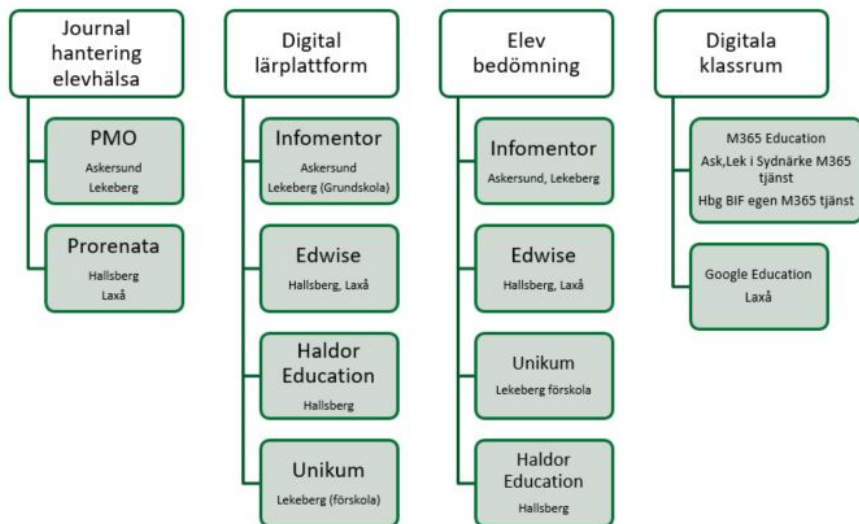 Journal
hantering
elevhälsa
PMO
Askersund
Lekeberg
Prorenata
Hallsberg
Laxå
Digital
lärplattform
Infomentor
Askersund
Lekeberg (Grundskola)
Edwise
Hallsberg, Laxå
Haldor
Education
Hallsberg
Unikum
Lekeberg (förskola)
Elev
bedömning
Infomentor
Askersund, Lekeberg
Edwise
Hallsberg, Laxå
Unikum
Lekeberg förskola
Haldor
Education
Hallsberg
Digitala
klassrum
M365 Education
Ask,Lek i Sydnärke M365
tjänst
Hbg BIF egen M365 tjänst
Google Education
Laxå